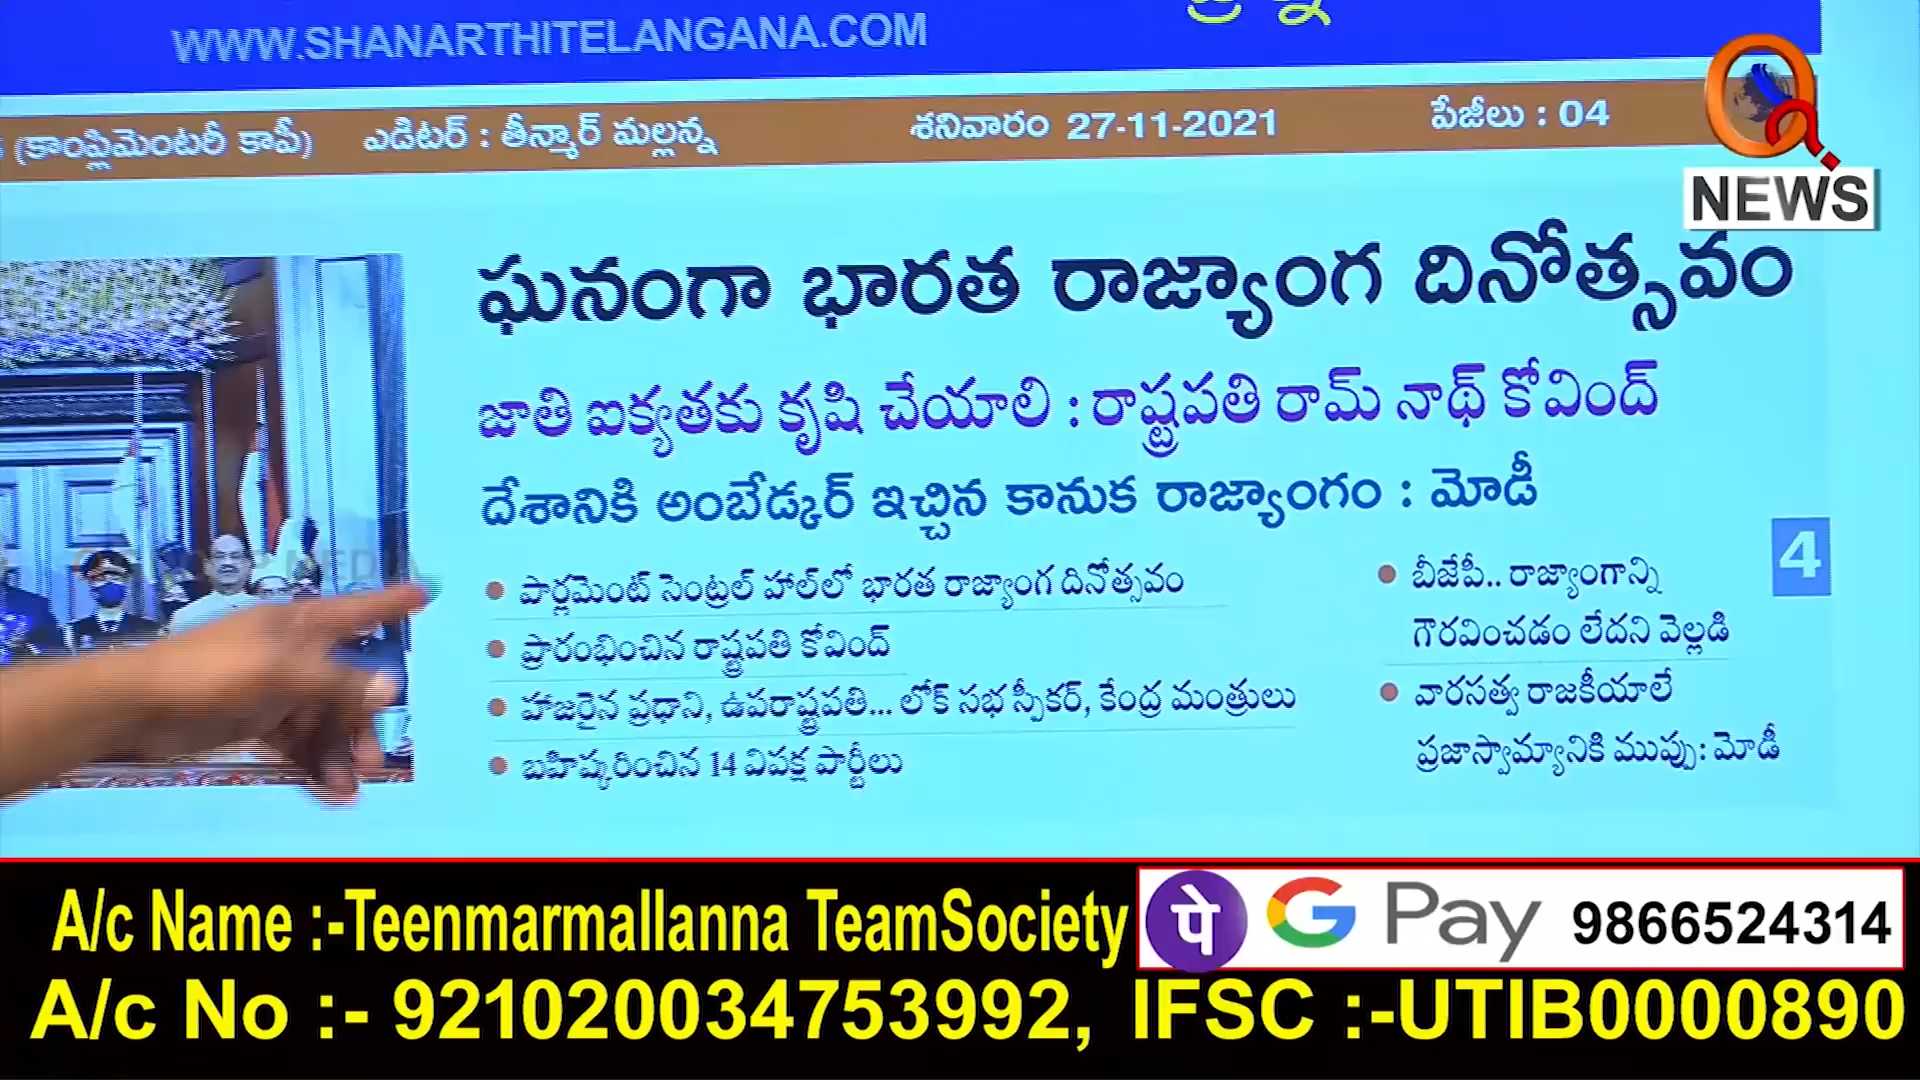 WWW.SHANARTHITELANGANA.COM
(కాంప్లిమెంటరీ కాపీ) ఎడిటర్ : తీన్మార్ మల్లన్న శనివారం 27-11-2021 పేజీలు : 04
NEWS
ఘనంగా భారత రాజ్యాంగ దినోత్సవం
జాతి ఐక్యతకు కృషి చేయాలి : రాష్ట్రపతి రామ్ నాథ్ కోవింద్
దేశానికి అంబేడ్కర్ ఇచ్చిన కానుక రాజ్యాంగం : మోడీ
4
• పార్లమెంట్ సెంట్రల్ హాల్‌లో భారత రాజ్యాంగ దినోత్సవం
• ప్రారంభించిన రాష్ట్రపతి కోవింద్
• హాజరైన ప్రధాని, ఉపరాష్ట్రపతి... లోక్ సభ స్పీకర్, కేంద్ర మంత్రులు
• బహిష్కరించిన 14 విపక్ష పార్టీలు
• బీజేపీ.. రాజ్యాంగాన్ని
గౌరవించడం లేదని వెల్లడి
• వారసత్వ రాజకీయాలే
ప్రజాస్వామ్యానికి ముప్పు: మోడీ
A/c Name :-Teenmarmallanna TeamSociety
पे G Pay 9866524314
A/c No :- 921020034753992, IFSC :-UTIB0000890